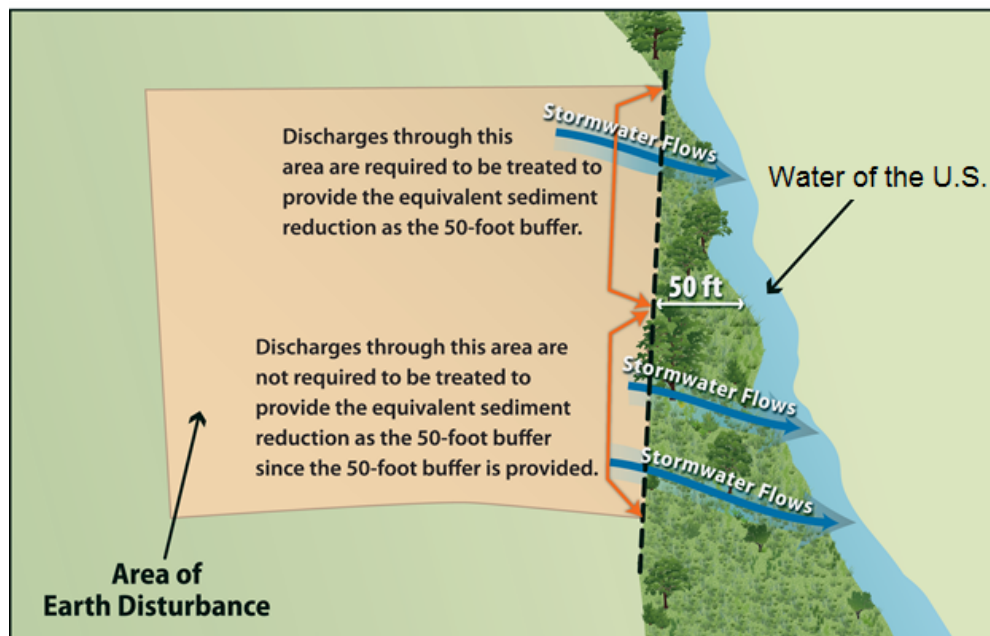 Stormwater Flows
Discharges through this
area are required to be treated to
provide the equivalent sediment
reduction as the 50-foot buffer.
Water of the U.S.
50 ft
Discharges through this area are
not required to be treated to
provide the equivalent sediment
reduction as the 50-foot buffer
since the 50-foot buffer is provided.
Stormwater Flows
Stormwater Flows
Area of
Earth Disturbance